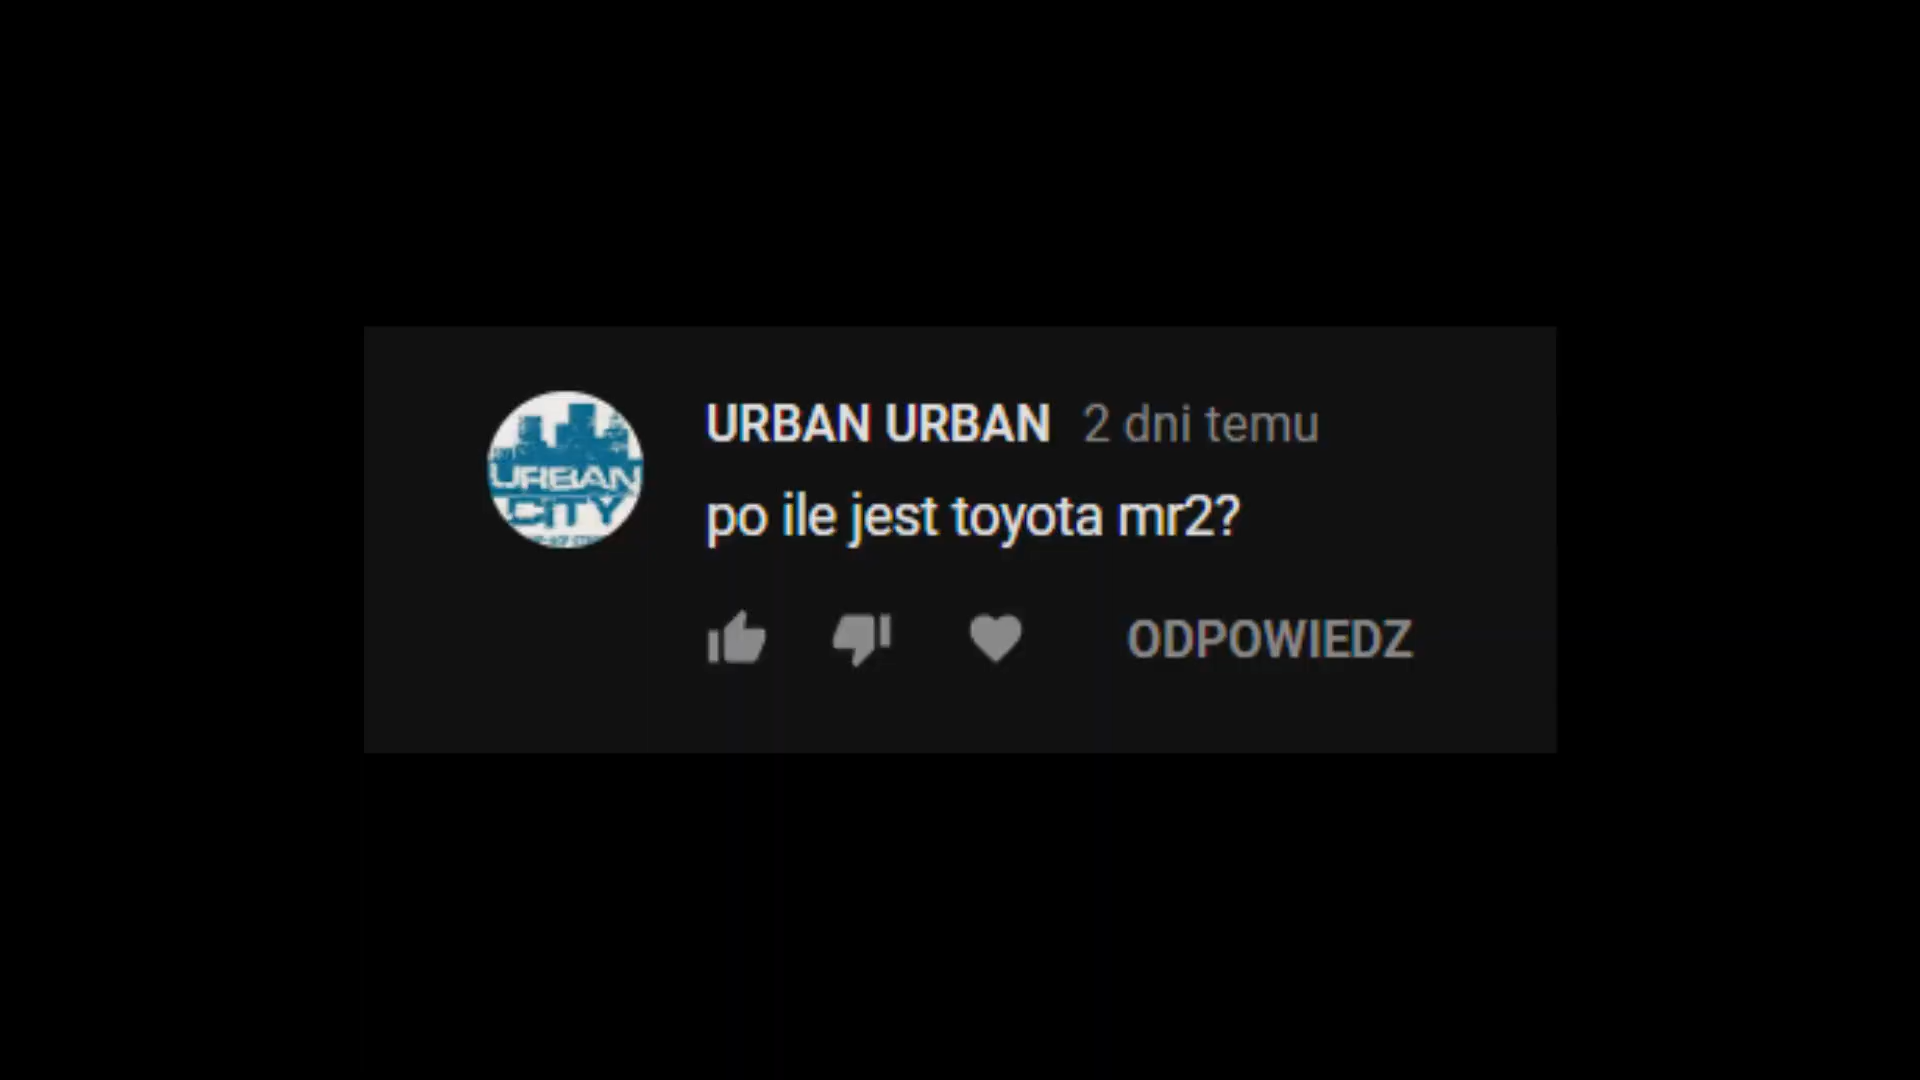 URBAN URBAN 2 dni temu
po ile jest toyota mr2?
URBAN
CITY
ODPOWIEDZ